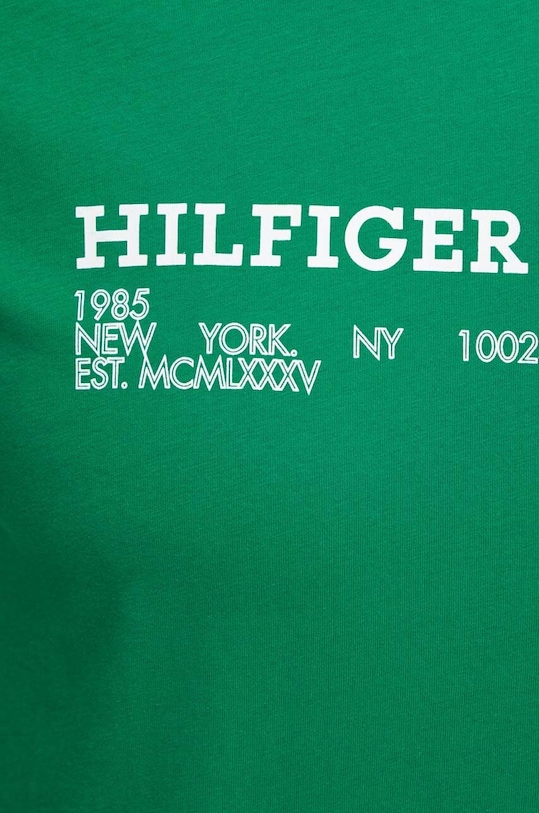 HILFIGER
1985
NEW YORK. NY 1002
EST. MCMLXXXV